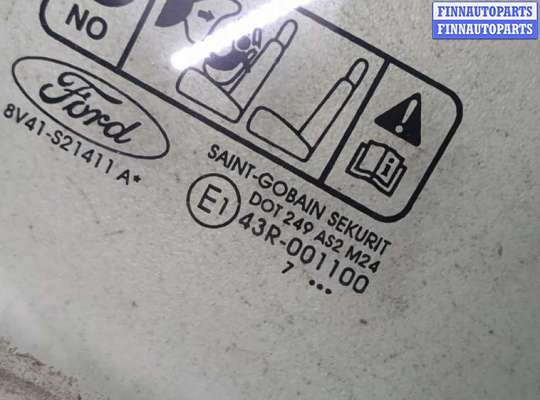 FINNAUTOPARTS
FINNAUTOPARTS
NO
Ford
8V41-S21411 A*
SAINT-GOBAIN SEKURIT
DOT 249 AS2 M24
E1
43R-001100
7 ...